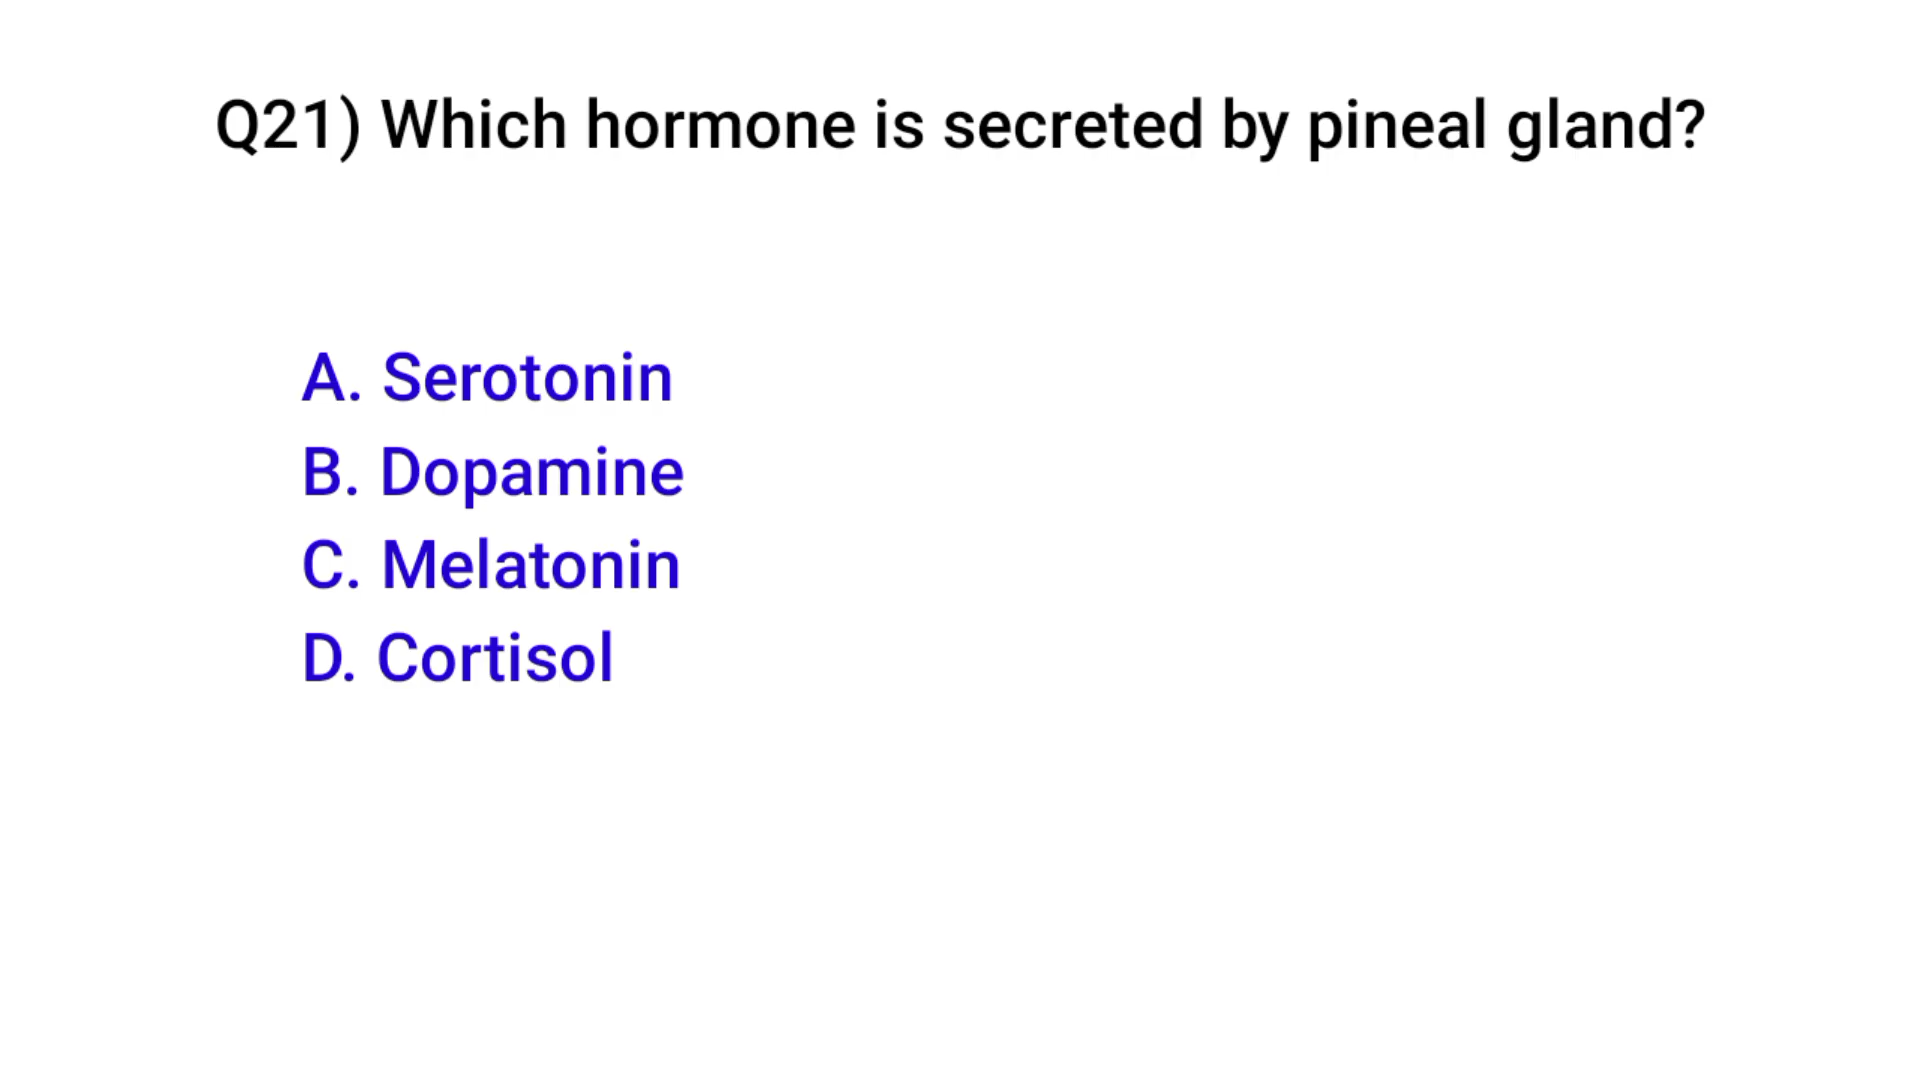 Q21) Which hormone is secreted by pineal gland?
A. Serotonin
B. Dopamine
C. Melatonin
D. Cortisol